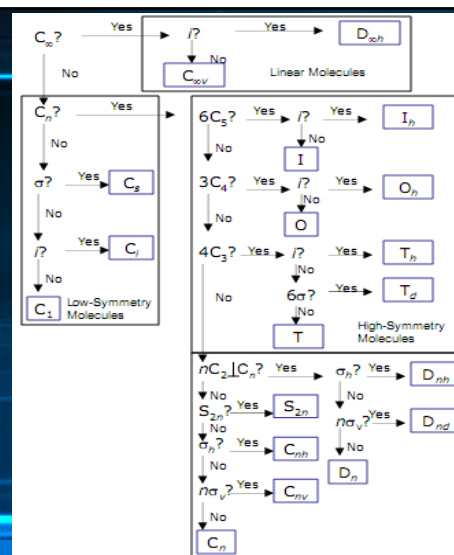 C∞? Yes i? Yes D∞h
No No
C∞v Linear Molecules
Cn? Yes 6C5? Yes i? Yes Ih
No No No
I
σ? Yes Cs 3C4? Yes i? Yes Oh
No No No
O
i? Yes Ci 4C3? Yes i? Yes Th
No No No
C1 Low-Symmetry Molecules
6σ? Yes Td
No
T High-Symmetry Molecules
nC2⊥Cn? Yes σh? Yes Dnh
No No
S2n? Yes S2n nσv? Yes Dnd
No No
σh? Yes Cnh Dn
No
nσv? Yes Cnv
No
Cn